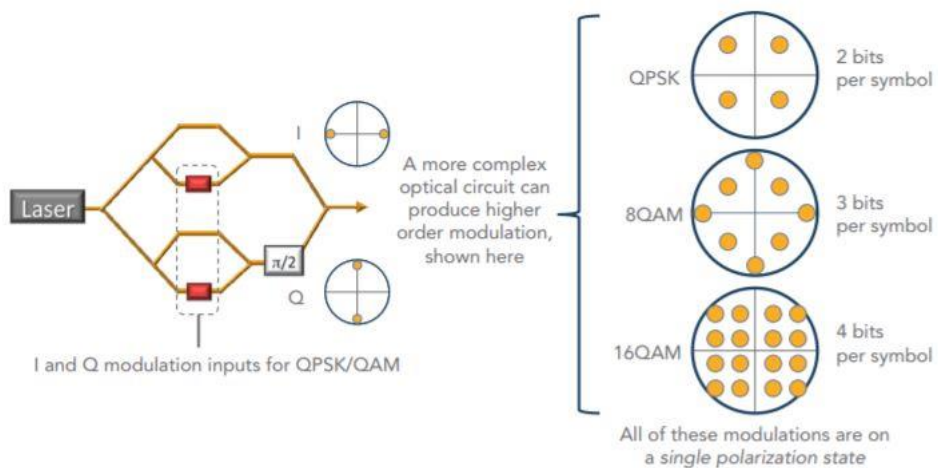 Laser
I
π/2
Q
I and Q modulation inputs for QPSK/QAM
A more complex
optical circuit can
produce higher
order modulation,
shown here
QPSK
2 bits
per symbol
8QAM
3 bits
per symbol
16QAM
4 bits
per symbol
All of these modulations are on
a single polarization state